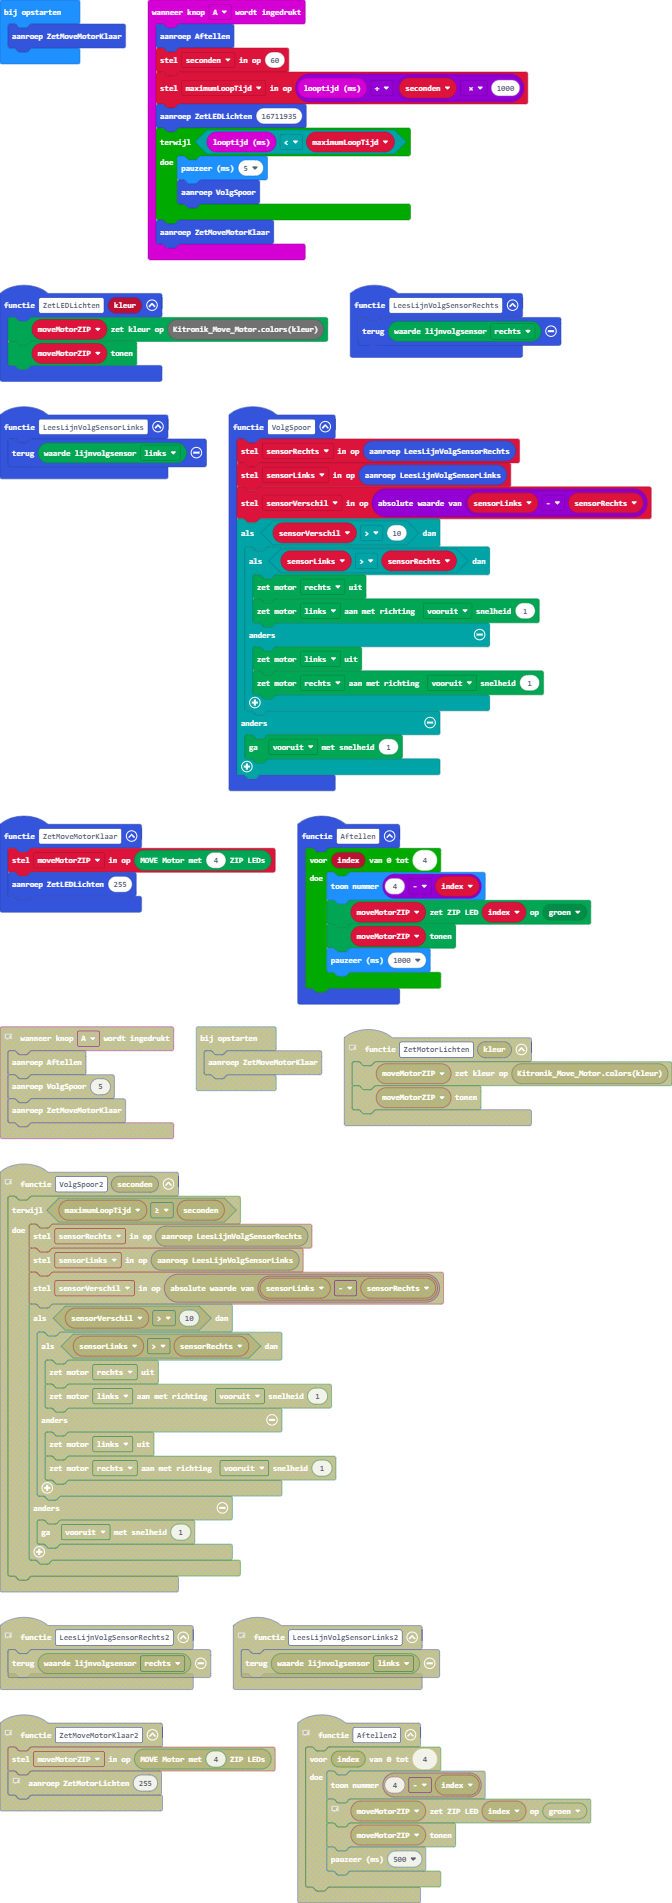 bij opstarten
aanroep ZetMoveMotorKlaar
wanneer knop A wordt ingedrukt
aanroep Aftellen
stel seconden in op 60
stel maximumLoopTijd in op looptijd (ms) + seconden × 1000
aanroep ZetLEDLichten 16711935
terwijl looptijd (ms) < maximumLoopTijd
doe
pauzeer (ms) 5
aanroep VolgSpoor
aanroep ZetMoveMotorKlaar
functie ZetLEDLichten kleur
moveMotorZIP zet kleur op Kitronik_Move_Motor.colors(kleur)
moveMotorZIP tonen
functie LeesLijnVolgSensorRechts
terug waarde lijnvolgsensor rechts
functie LeesLijnVolgSensorLinks
terug waarde lijnvolgsensor links
functie VolgSpoor
stel sensorRechts in op aanroep LeesLijnVolgSensorRechts
stel sensorLinks in op aanroep LeesLijnVolgSensorLinks
stel sensorVerschil in op absolute waarde van sensorLinks - sensorRechts
als sensorVerschil > 10 dan
als sensorLinks > sensorRechts dan
zet motor rechts uit
zet motor links aan met richting vooruit snelheid 1
anders
zet motor links uit
zet motor rechts aan met richting vooruit snelheid 1
anders
ga vooruit met snelheid 1
functie ZetMoveMotorKlaar
stel moveMotorZIP in op MOVE Motor met 4 ZIP LEDs
aanroep ZetLEDLichten 255
functie Aftellen
voor index van 0 tot 4
doe
toon nummer 4 - index
moveMotorZIP zet ZIP LED index op groen
moveMotorZIP tonen
pauzeer (ms) 1000
wanneer knop A wordt ingedrukt
aanroep Aftellen
aanroep VolgSpoor 5
aanroep ZetMoveMotorKlaar
bij opstarten
aanroep ZetMoveMotorKlaar
functie ZetMotorLichten kleur
moveMotorZIP zet kleur op Kitronik_Move_Motor.colors(kleur)
moveMotorZIP tonen
functie VolgSpoor2 seconden
terwijl maximumLoopTijd ≥ seconden
doe
stel sensorRechts in op aanroep LeesLijnVolgSensorRechts
stel sensorLinks in op aanroep LeesLijnVolgSensorLinks
stel sensorVerschil in op absolute waarde van sensorLinks - sensorRechts
als sensorVerschil > 10 dan
als sensorLinks > sensorRechts dan
zet motor rechts uit
zet motor links aan met richting vooruit snelheid 1
anders
zet motor links uit
zet motor rechts aan met richting vooruit snelheid 1
anders
ga vooruit met snelheid 1
functie LeesLijnVolgSensorRechts2
terug waarde lijnvolgsensor rechts
functie LeesLijnVolgSensorLinks2
terug waarde lijnvolgsensor links
functie ZetMoveMotorKlaar2
stel moveMotorZIP in op MOVE Motor met 4 ZIP LEDs
aanroep ZetMotorLichten 255
functie Aftellen2
voor index van 0 tot 4
doe
toon nummer 4 - index
moveMotorZIP zet ZIP LED index op groen
moveMotorZIP tonen
pauzeer (ms) 500